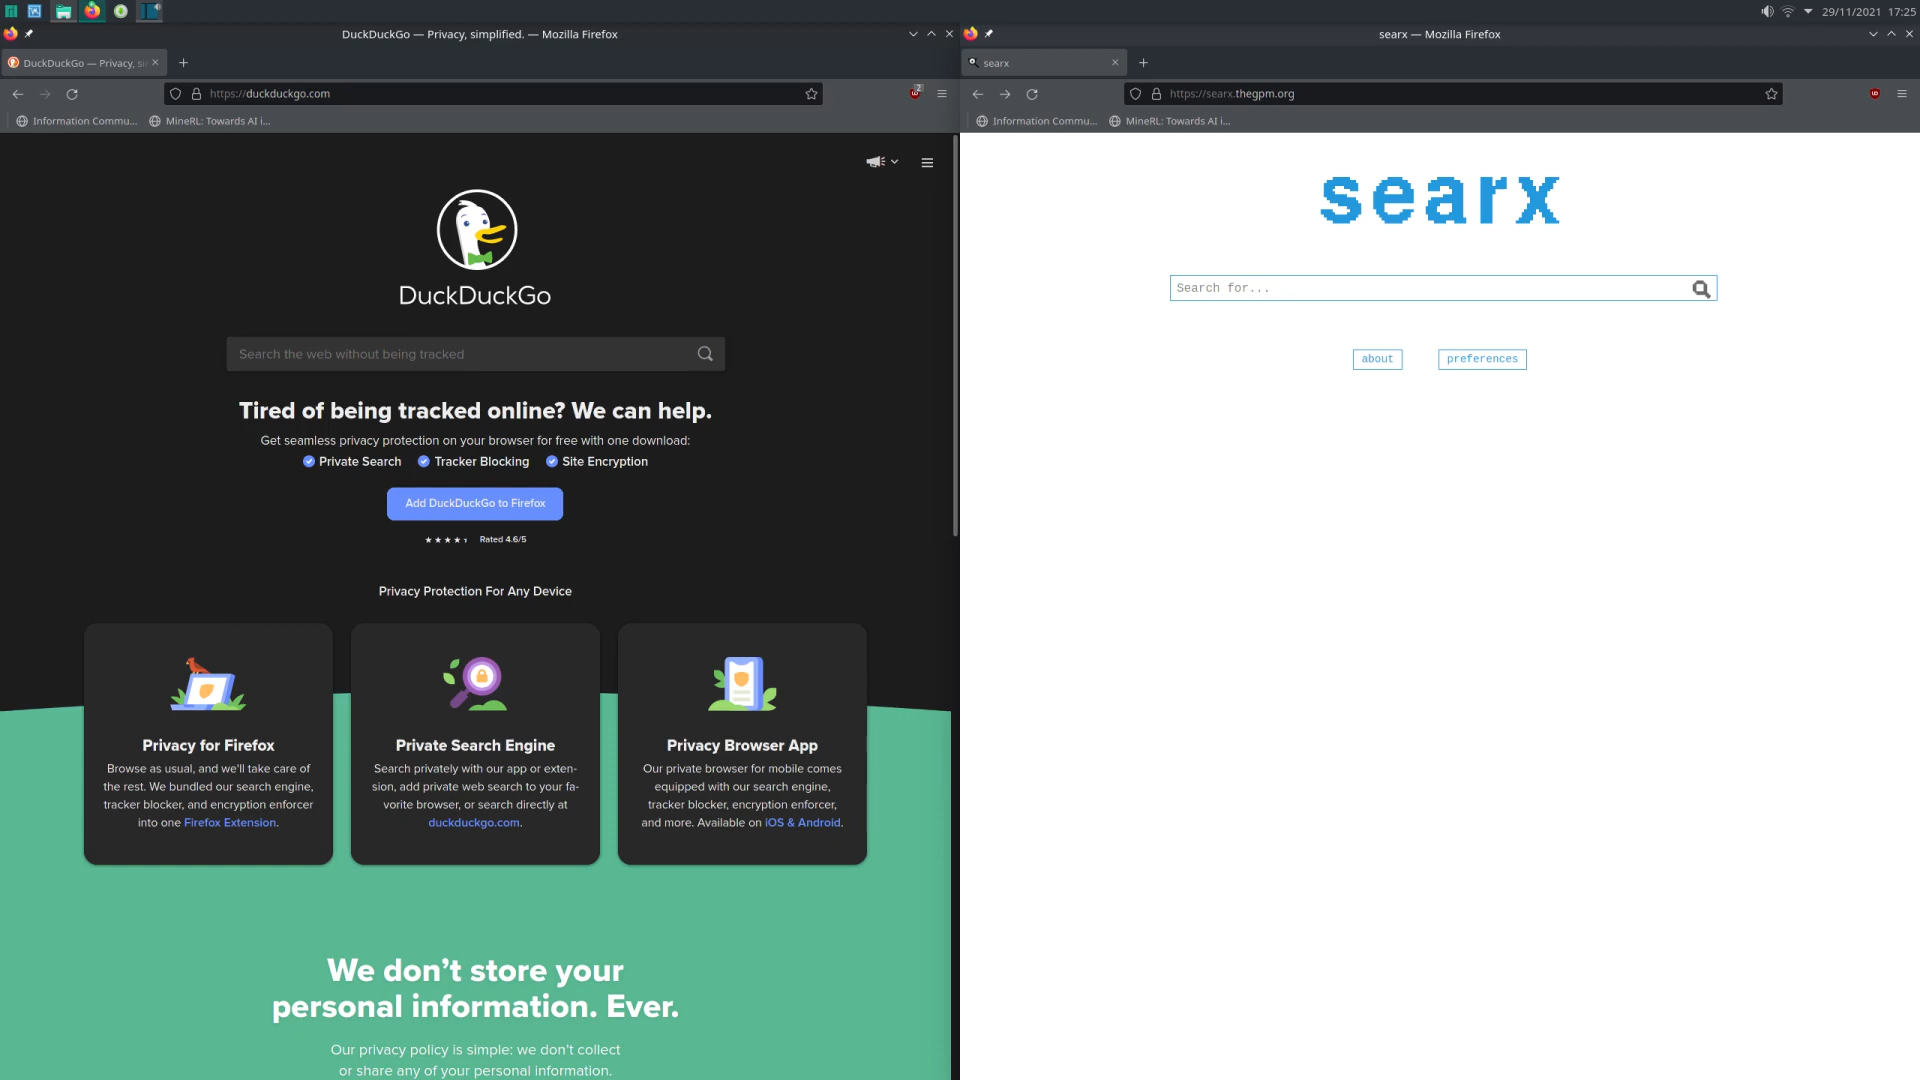 29/11/2021 17:25
DuckDuckGo — Privacy, simplified. — Mozilla Firefox
DuckDuckGo — Privacy, si
https://duckduckgo.com
2
Information Commu...
MineRL: Towards AI i...
DuckDuckGo
Search the web without being tracked
Tired of being tracked online? We can help.
Get seamless privacy protection on your browser for free with one download:
Private Search Tracker Blocking Site Encryption
Add DuckDuckGo to Firefox
Rated 4.6/5
Privacy Protection For Any Device
Privacy for Firefox
Browse as usual, and we'll take care of
the rest. We bundled our search engine,
tracker blocker, and encryption enforcer
into one Firefox Extension.
Private Search Engine
Search privately with our app or exten-
sion, add private web search to your fa-
vorite browser, or search directly at
duckduckgo.com.
Privacy Browser App
Our private browser for mobile comes
equipped with our search engine,
tracker blocker, encryption enforcer,
and more. Available on iOS & Android.
We don’t store your
personal information. Ever.
Our privacy policy is simple: we don’t collect
or share any of your personal information.
searx — Mozilla Firefox
searx
https://searx.thegpm.org
Information Commu...
MineRL: Towards AI i...
searx
Search for...
about
preferences